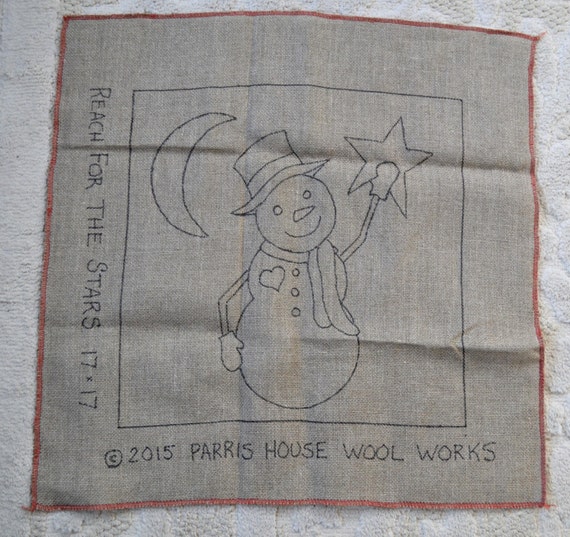 REACH FOR THE STARS 17 × 17
© 2015 PARRIS HOUSE WOOL WORKS